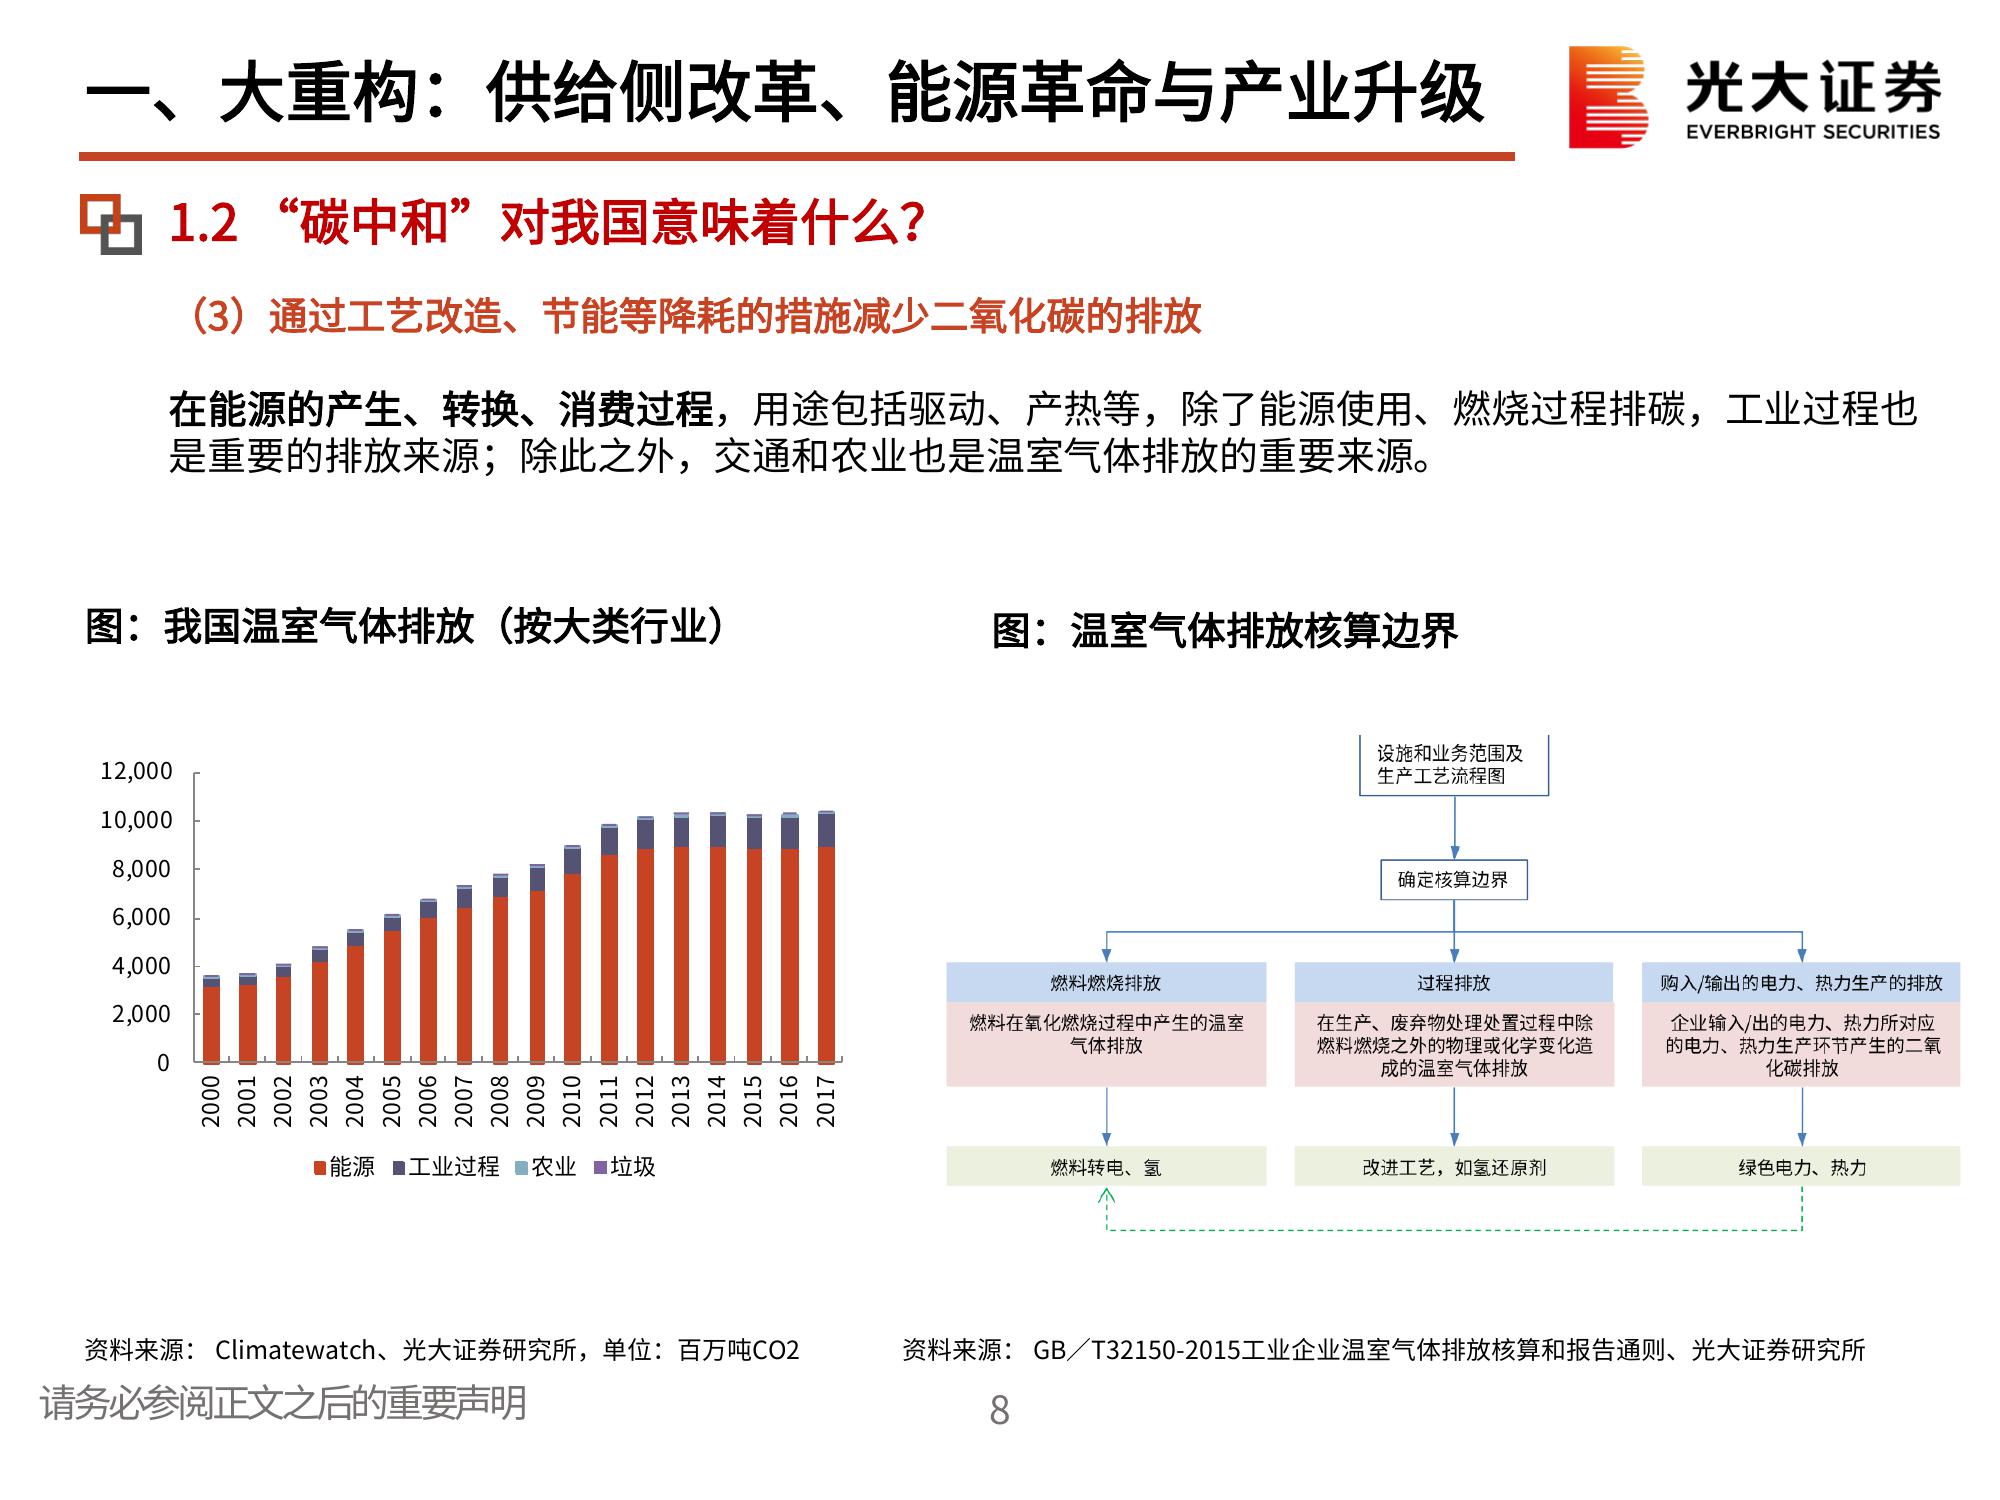 一、大重构：供给侧改革、能源革命与产业升级
光大证券
EVERBRIGHT SECURITIES
1.2 “碳中和”对我国意味着什么？
（3）通过工艺改造、节能等降耗的措施减少二氧化碳的排放
在能源的产生、转换、消费过程，用途包括驱动、产热等，除了能源使用、燃烧过程排碳，工业过程也
是重要的排放来源；除此之外，交通和农业也是温室气体排放的重要来源。
图：我国温室气体排放（按大类行业）
12,000
10,000
8,000
6,000
4,000
2,000
0
2000 2001 2002 2003 2004 2005 2006 2007 2008 2009 2010 2011 2012 2013 2014 2015 2016 2017
能源 工业过程 农业 垃圾
图：温室气体排放核算边界
设施和业务范围及
生产工艺流程图
确定核算边界
燃料燃烧排放
燃料在氧化燃烧过程中产生的温室
气体排放
燃料转电、氢
过程排放
在生产、废弃物处理处置过程中除
燃料燃烧之外的物理或化学变化造
成的温室气体排放
改进工艺，如氢还原剂
购入/输出的电力、热力生产的排放
企业输入/出的电力、热力所对应
的电力、热力生产环节产生的二氧
化碳排放
绿色电力、热力
资料来源： Climatewatch、光大证券研究所，单位：百万吨CO2
资料来源： GB／T32150-2015工业企业温室气体排放核算和报告通则、光大证券研究所
请务必参阅正文之后的重要声明
8